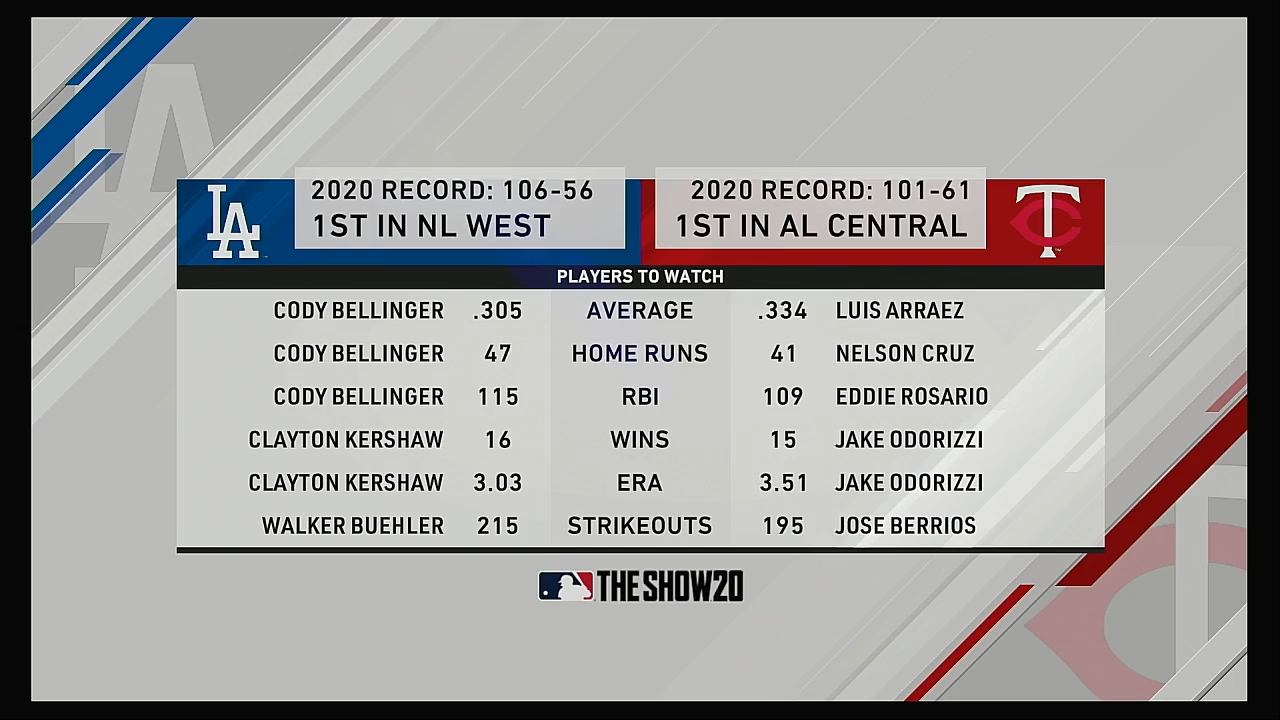 LA
2020 RECORD: 106-56
1ST IN NL WEST
2020 RECORD: 101-61
1ST IN AL CENTRAL
TC
PLAYERS TO WATCH
CODY BELLINGER .305 AVERAGE .334 LUIS ARRAEZ
CODY BELLINGER 47 HOME RUNS 41 NELSON CRUZ
CODY BELLINGER 115 RBI 109 EDDIE ROSARIO
CLAYTON KERSHAW 16 WINS 15 JAKE ODORIZZI
CLAYTON KERSHAW 3.03 ERA 3.51 JAKE ODORIZZI
WALKER BUEHLER 215 STRIKEOUTS 195 JOSE BERRIOS
THE SHOW20